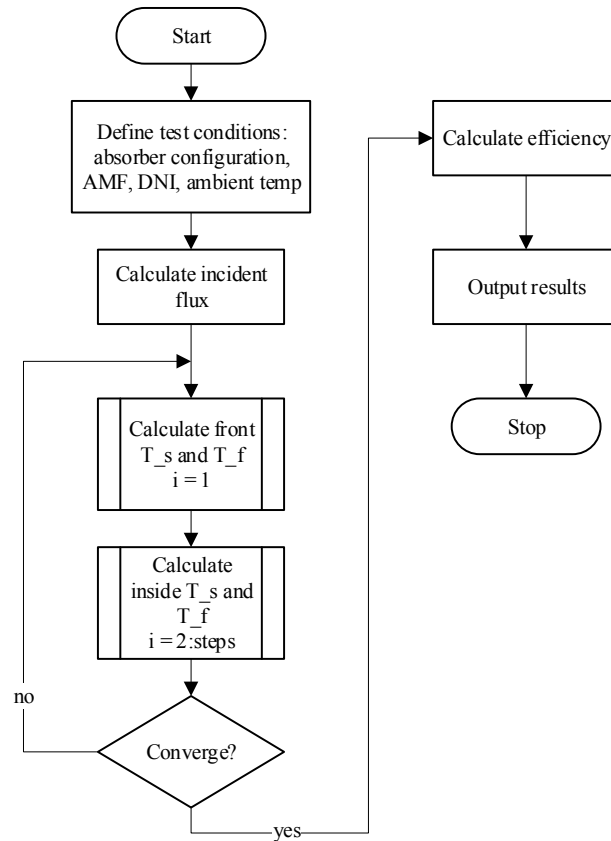 Start
Define test conditions:
absorber configuration,
AMF, DNI, ambient temp
Calculate incident
flux
Calculate front
T_s and T_f
i = 1
Calculate
inside T_s and
T_f
i = 2:steps
no
Converge?
yes
Calculate efficiency
Output results
Stop